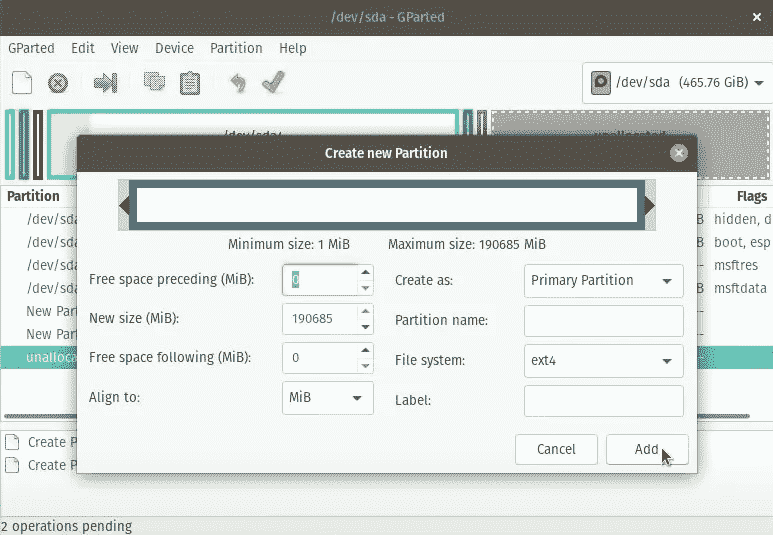 /dev/sda - GParted
GParted Edit View Device Partition Help
/dev/sda (465.76 GiB)
Create new Partition
Partition
Flags
Minimum size: 1 MiB Maximum size: 190685 MiB
/dev/sda
hidden, d
/dev/sda
boot, esp
/dev/sda
msftres
/dev/sda
msftdata
New Part
New Part
unalloca
Free space preceding (MiB): 0
Create as: Primary Partition
New size (MiB): 190685
Partition name:
Free space following (MiB): 0
File system: ext4
Align to: MiB
Label:
Cancel Add
Create P
Create P
2 operations pending